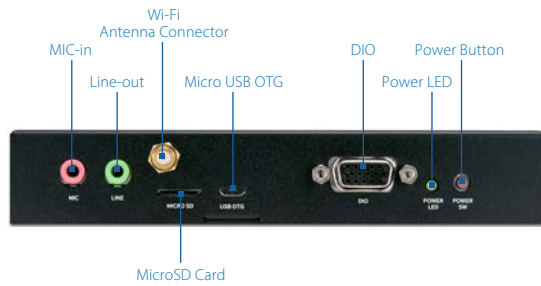 Wi-Fi
Antenna Connector
MIC-in
DIO
Power Button
Line-out
Micro USB OTG
Power LED
MIC
LINE
MICRO SD
USB OTG
DIO
POWER
LED
POWER
SW
MicroSD Card